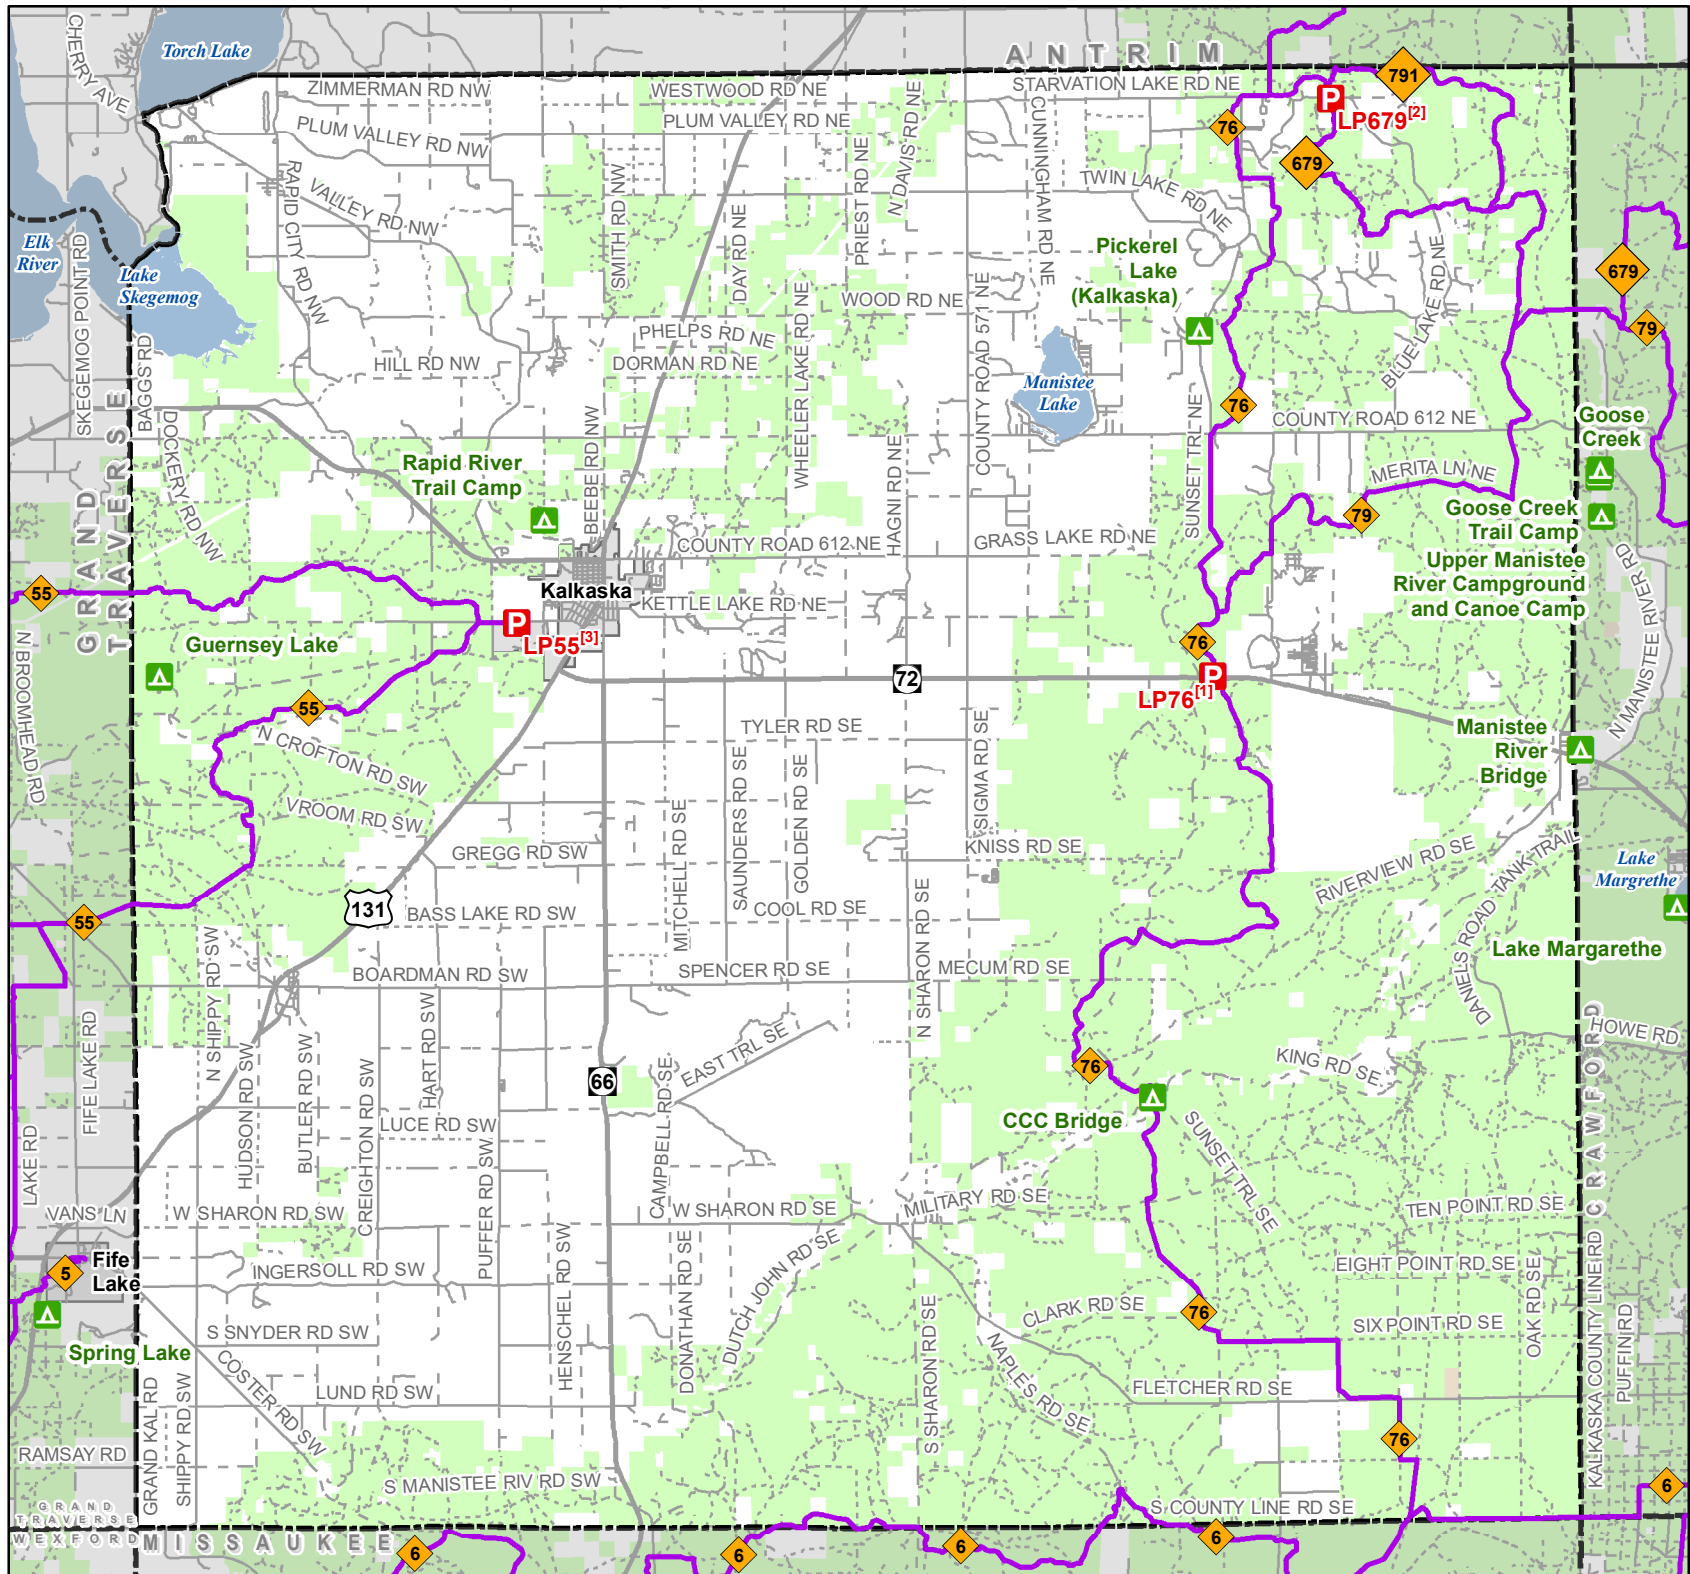 ANTRIM
CHERRY AVE
Torch Lake
ZIMMERMAN RD NW
WESTWOOD RD NE
STARVATION LAKE RD NE
791
PLUM VALLEY RD NW
PLUM VALLEY RD NE
P
LP679[2]
76
679
RAPID CITY RD NW
VALLEY RD NW
SMITH RD NW
DAY RD NE
PRIEST RD NE
N DAVIS RD NE
CUNNINGHAM RD NE
TWIN LAKE RD NE
Elk
River
SKEGEMOG POINT RD
Lake
Skegemog
Pickerel
Lake
(Kalkaska)
BLUE LAKE RD NE
679
79
WOOD RD NE
COUNTY ROAD 571 NE
PHELPS RD NE
DORMAN RD NE
WHEELER LAKE RD NE
HILL RD NW
BAGGS RD
Manistee
Lake
76
SUNSET TRL NE
COUNTY ROAD 612 NE
Goose
Creek
DOCKERY RD NW
Rapid River
Trail Camp
BEEBE RD NW
HAGNI RD NE
MERITA LN NE
79
Goose Creek
Trail Camp
GRAND
TRAVERSE
COUNTY ROAD 612 NE
GRASS LAKE RD NE
Upper Manistee
River Campground
and Canoe Camp
N MANISTEE RIVER RD
55
Kalkaska
KETTLE LAKE RD NE
P
LP55[3]
Guernsey Lake
76
P
LP76[1]
72
N BROOMHEAD RD
55
N CROFTON RD SW
TYLER RD SE
Manistee
River
Bridge
VROOM RD SW
MITCHELL RD SE
SAUNDERS RD SE
GOLDEN RD SE
SIGMA RD SE
GREGG RD SW
KNISS RD SE
RIVERVIEW RD SE
DANIELS ROAD TANK TRAIL
Lake
Margrethe
131
BASS LAKE RD SW
COOL RD SE
55
Lake Margarethe
N SHIPPY RD SW
BOARDMAN RD SW
SPENCER RD SE
N SHARON RD SE
MECUM RD SE
FIFE LAKE RD
HART RD SW
EAST TRL SE
KING RD SE
HOWE RD
CRAWFORD
66
76
HUDSON RD SW
BUTLER RD SW
CREIGHTON RD SW
LUCE RD SW
PUFFER RD SW
CAMPBELL RD SE
CCC Bridge
SUNSET TRL SE
LAKE RD
VANS LN
W SHARON RD SW
W SHARON RD SE
MILITARY RD SE
TEN POINT RD SE
Fife
Lake
5
INGERSOLL RD SW
HENSCHEL RD SW
DONATHAN RD SE
DUTCH JOHN RD SE
EIGHT POINT RD SE
OAK RD SE
KALKASKA COUNTY LINE RD
PUFFIN RD
Spring Lake
S SNYDER RD SW
CLARK RD SE
76
SIX POINT RD SE
COSTER RD SW
LUND RD SW
S SHARON RD SE
NAPLES RD SE
FLETCHER RD SE
GRAND KAL RD
SHIPPY RD SW
RAMSAY RD
76
S MANISTEE RIV RD SW
S COUNTY LINE RD SE
6
GRAND
TRAVERSE
WEXFORD
MISSAUKEE
6
6
6
6